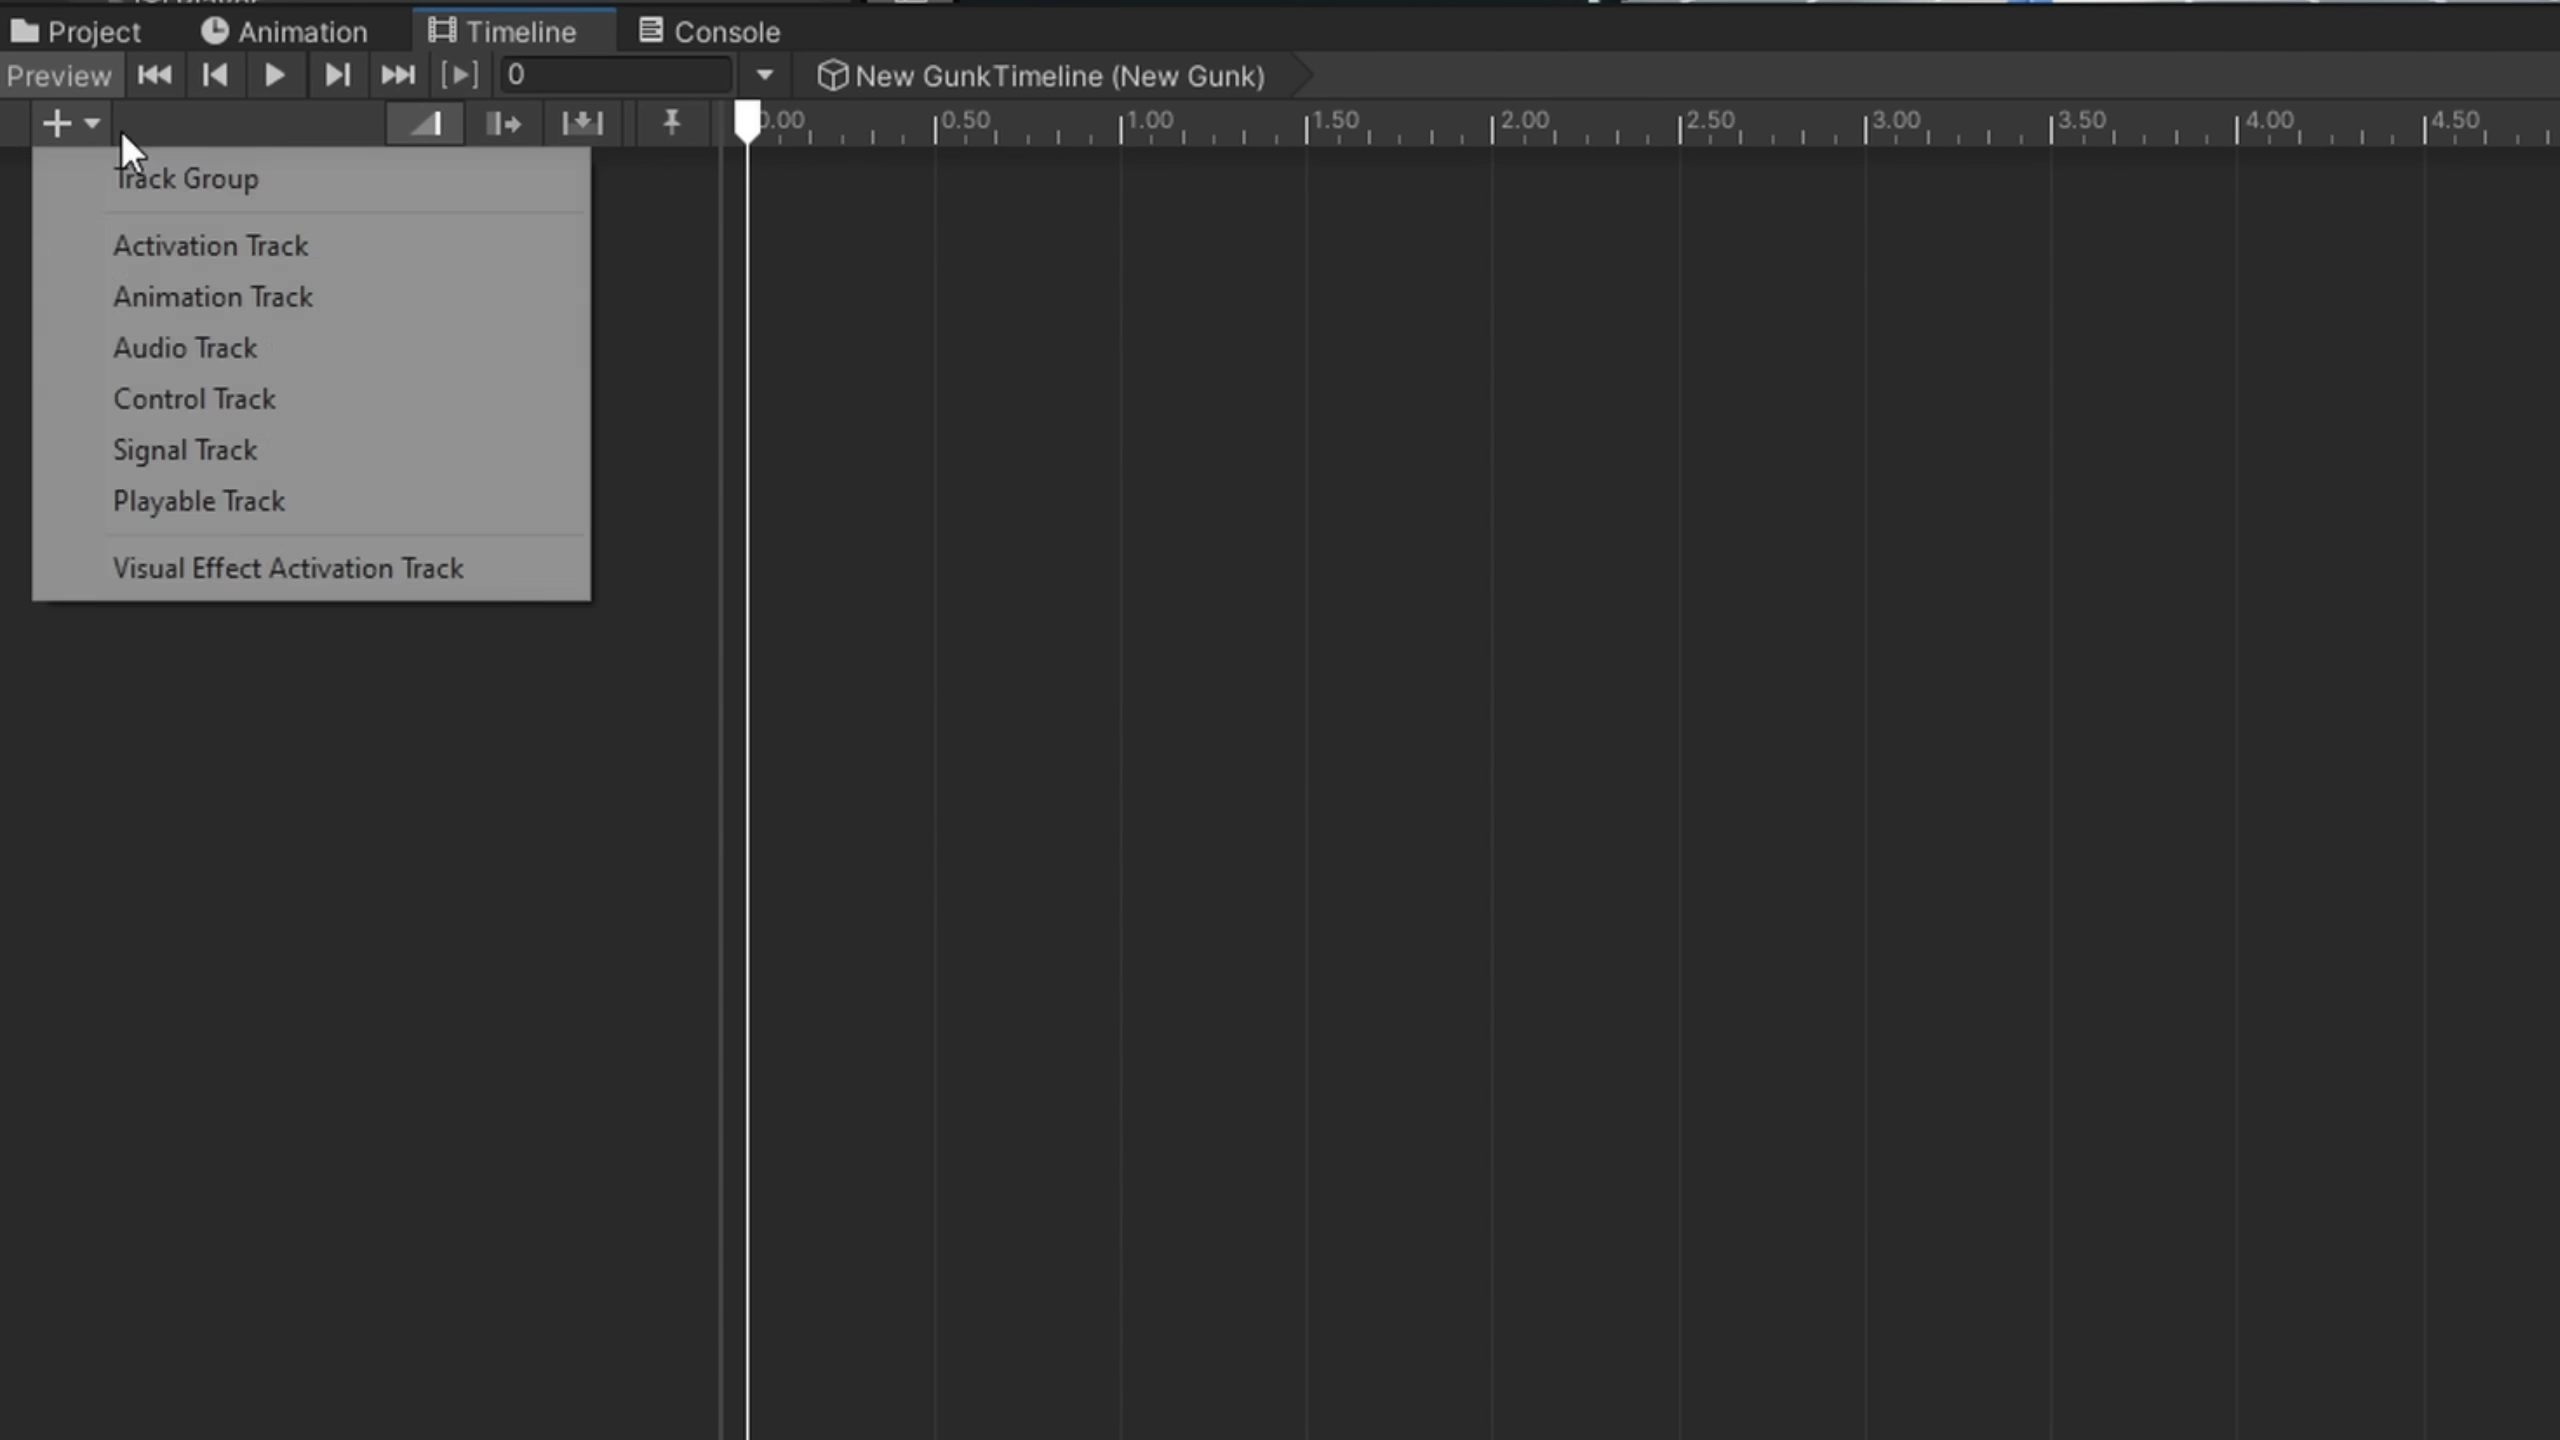 Project Animation Timeline Console
Preview 0 New GunkTimeline (New Gunk)
0.00 0.50 1.00 1.50 2.00 2.50 3.00 3.50 4.00 4.50
Track Group
Activation Track
Animation Track
Audio Track
Control Track
Signal Track
Playable Track
Visual Effect Activation Track